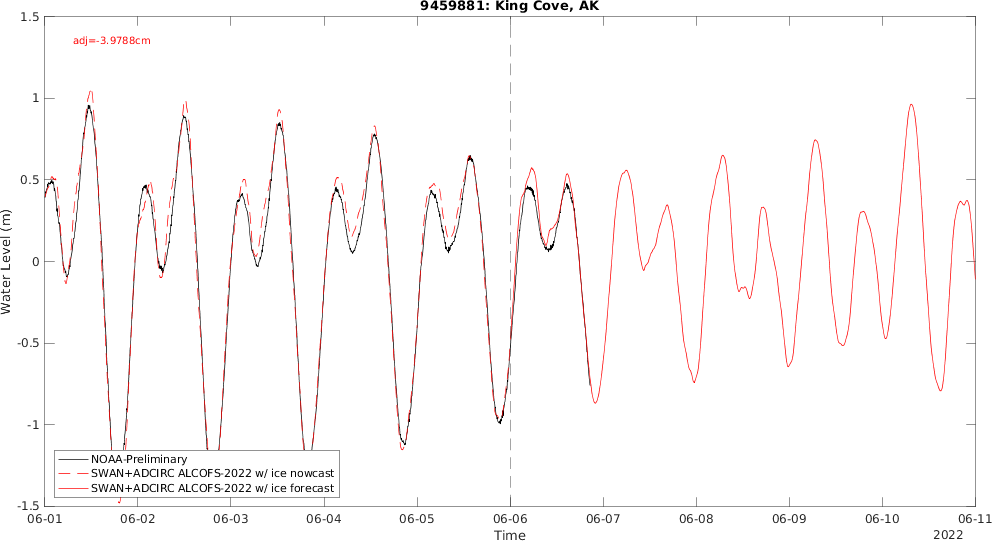 9459881: King Cove, AK
adj=-3.9788cm
Water Level (m)
1.5
1
0.5
0
-0.5
-1
-1.5
NOAA-Preliminary
SWAN+ADCIRC ALCOFS-2022 w/ ice nowcast
SWAN+ADCIRC ALCOFS-2022 w/ ice forecast
06-01 06-02 06-03 06-04 06-05 06-06 06-07 06-08 06-09 06-10 06-11
Time
2022